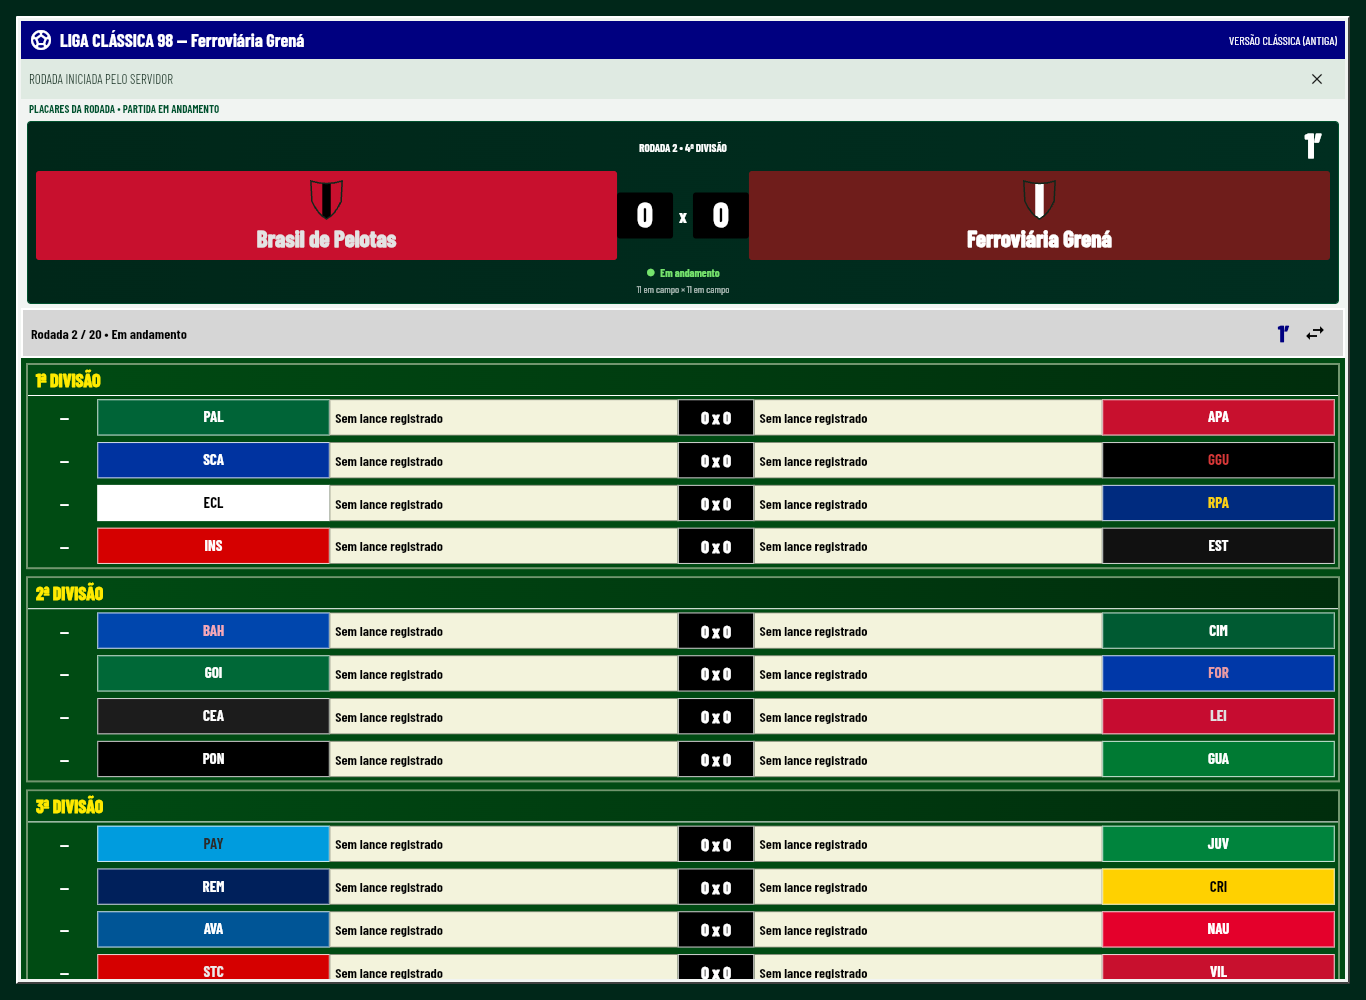 LIGA CLÁSSICA 98 — Ferroviária Grená
VERSÃO CLÁSSICA (ANTIGA)
RODADA INICIADA PELO SERVIDOR
PLACARES DA RODADA • PARTIDA EM ANDAMENTO
RODADA 2 • 4ª DIVISÃO
1'
Brasil de Pelotas
0 x 0
Ferroviária Grená
Em andamento
11 em campo × 11 em campo
Rodada 2 / 20 • Em andamento
1'
1ª DIVISÃO
— PAL Sem lance registrado 0 x 0 Sem lance registrado APA
— SCA Sem lance registrado 0 x 0 Sem lance registrado GGU
— ECL Sem lance registrado 0 x 0 Sem lance registrado RPA
— INS Sem lance registrado 0 x 0 Sem lance registrado EST
2ª DIVISÃO
— BAH Sem lance registrado 0 x 0 Sem lance registrado CIM
— GOI Sem lance registrado 0 x 0 Sem lance registrado FOR
— CEA Sem lance registrado 0 x 0 Sem lance registrado LEI
— PON Sem lance registrado 0 x 0 Sem lance registrado GUA
3ª DIVISÃO
— PAY Sem lance registrado 0 x 0 Sem lance registrado JUV
— REM Sem lance registrado 0 x 0 Sem lance registrado CRI
— AVA Sem lance registrado 0 x 0 Sem lance registrado NAU
— STC Sem lance registrado 0 x 0 Sem lance registrado VIL